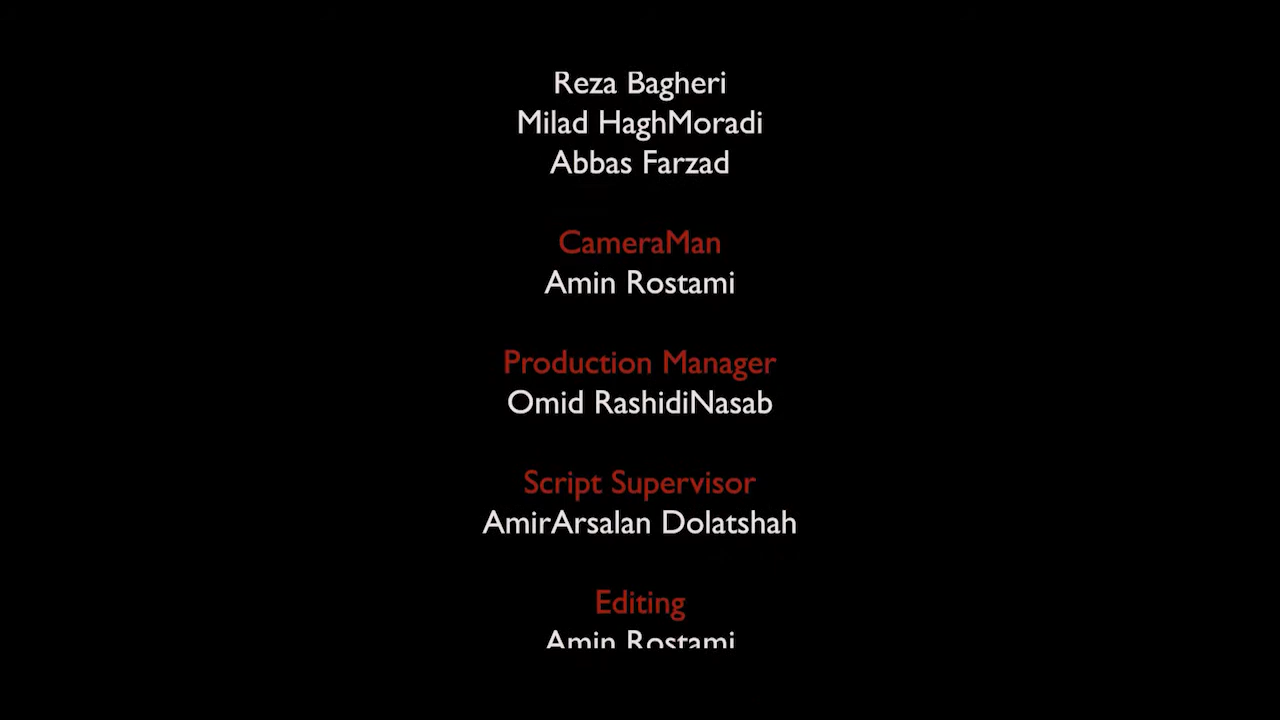 Reza Bagheri
Milad HaghMoradi
Abbas Farzad
CameraMan
Amin Rostami
Production Manager
Omid RashidiNasab
Script Supervisor
AmirArsalan Dolatshah
Editing
Amin Rostami